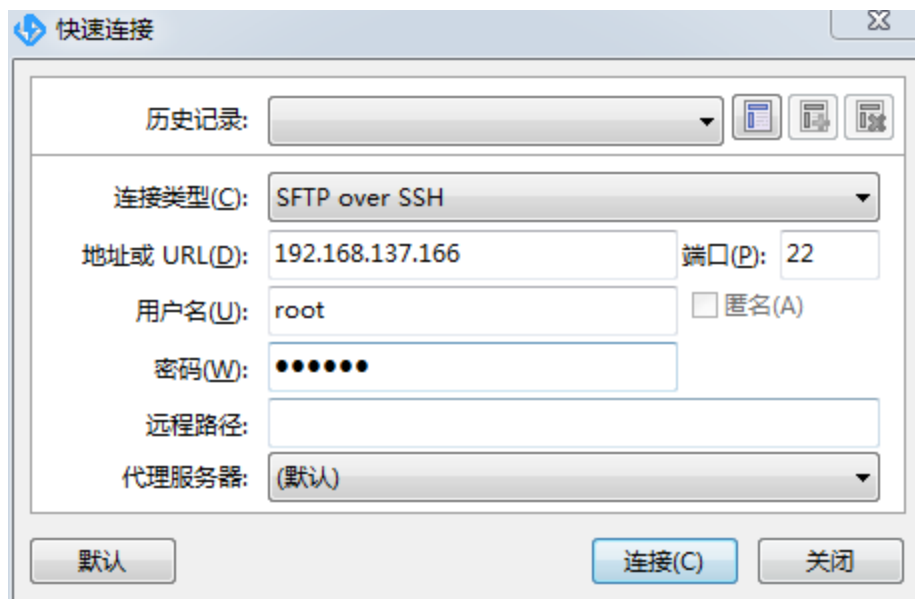 快速连接
历史记录:
连接类型(C): SFTP over SSH
地址或 URL(D): 192.168.137.166 端口(P): 22
用户名(U): root 匿名(A)
密码(W): ●●●●●●
远程路径:
代理服务器: (默认)
默认 连接(C) 关闭